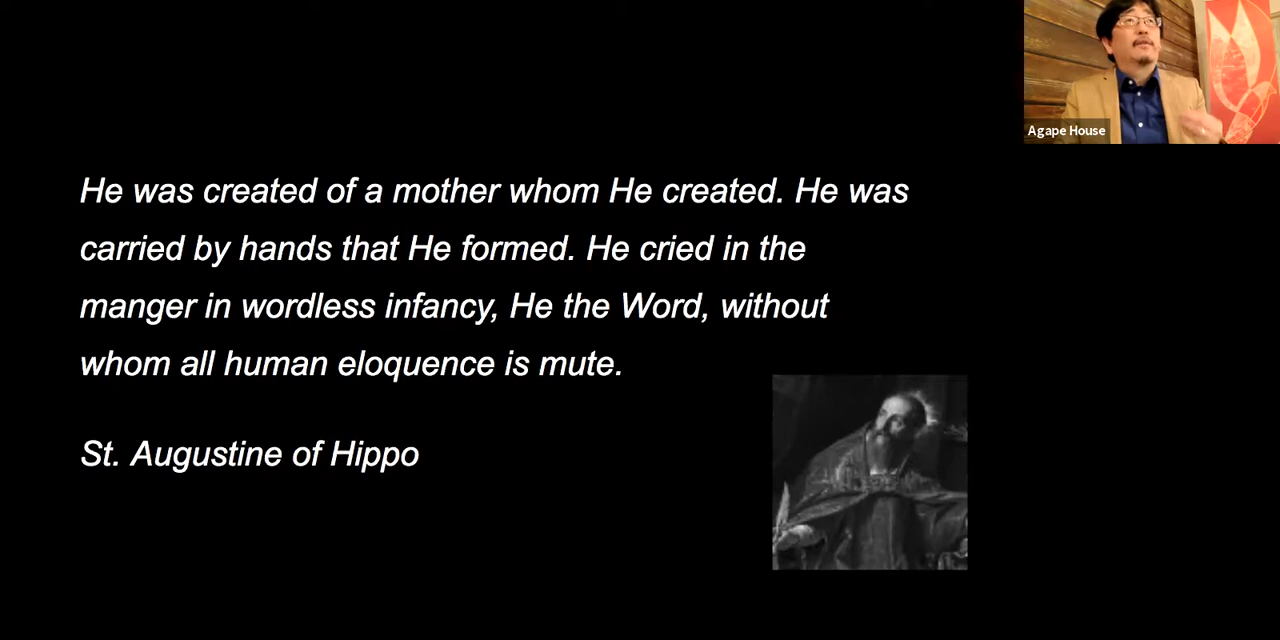 He was created of a mother whom He created. He was
carried by hands that He formed. He cried in the
manger in wordless infancy, He the Word, without
whom all human eloquence is mute.
St. Augustine of Hippo
Agape House